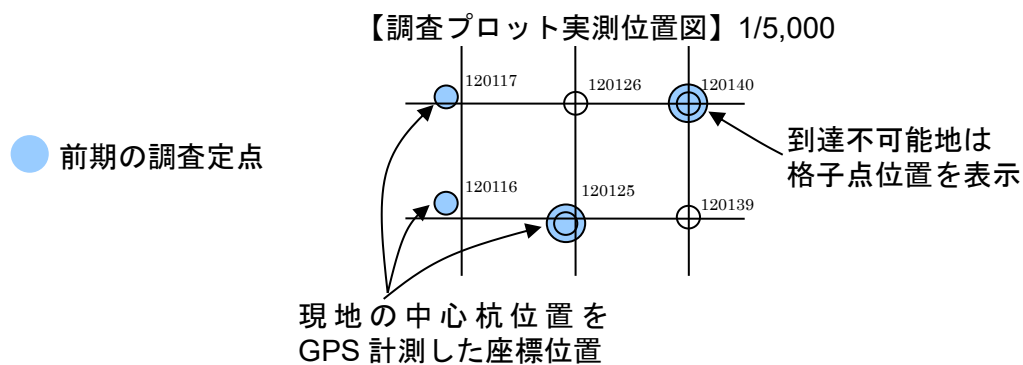 【調査プロット実測位置図】1/5,000
120117
120126
120140
前期の調査定点
到達不可能地は
格子点位置を表示
120116
120125
120139
現地の中心杭位置を
GPS 計測した座標位置